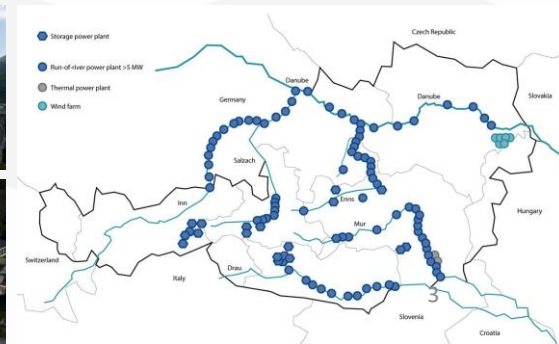 Storage power plant
Run-of-river power plant >5 MW
Thermal power plant
Wind farm
Czech Republic
Danube
Germany
Danube
Slovakia
Salzach
Inn
Enns
Mur
Hungary
Switzerland
Italy
Drau
3
Slovenia
Croatia